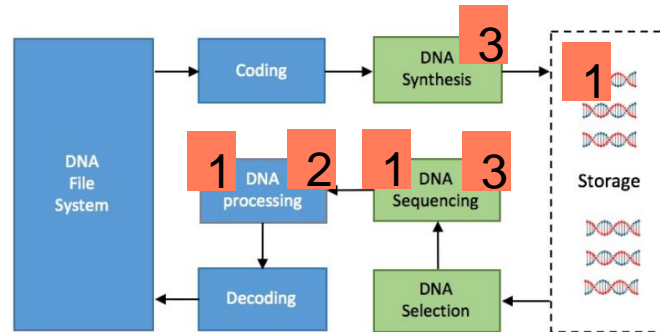 3
DNA
Synthesis
Coding
1
DNA
File
System
1
DNA
processing
2
1
DNA
Sequencing
3
Storage
Decoding
DNA
Selection